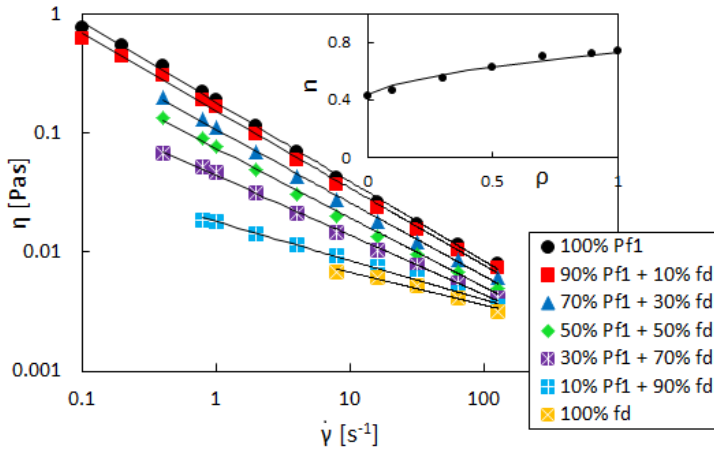 1
0.1
0.01
0.001
η [Pas]
0.1
1
10
100
γ̇ [s⁻¹]
0.8
0.4
0
n
0
0.5
1
ρ
100% Pf1
90% Pf1 + 10% fd
70% Pf1 + 30% fd
50% Pf1 + 50% fd
30% Pf1 + 70% fd
10% Pf1 + 90% fd
100% fd